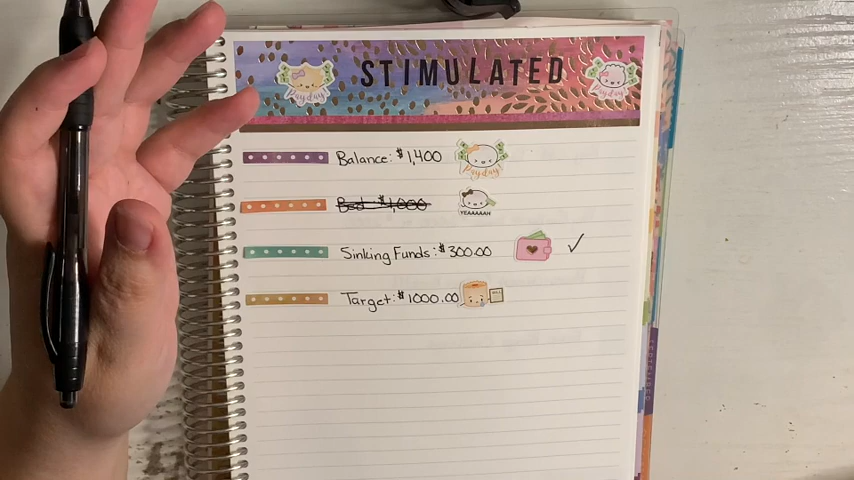 STIMULATED
Payday!
Payday!
Balance: $1,400
Payday!
Bed: $1,000
YEAAAAAH
Sinking Funds: $300.00 ✓
Target: $1000.00